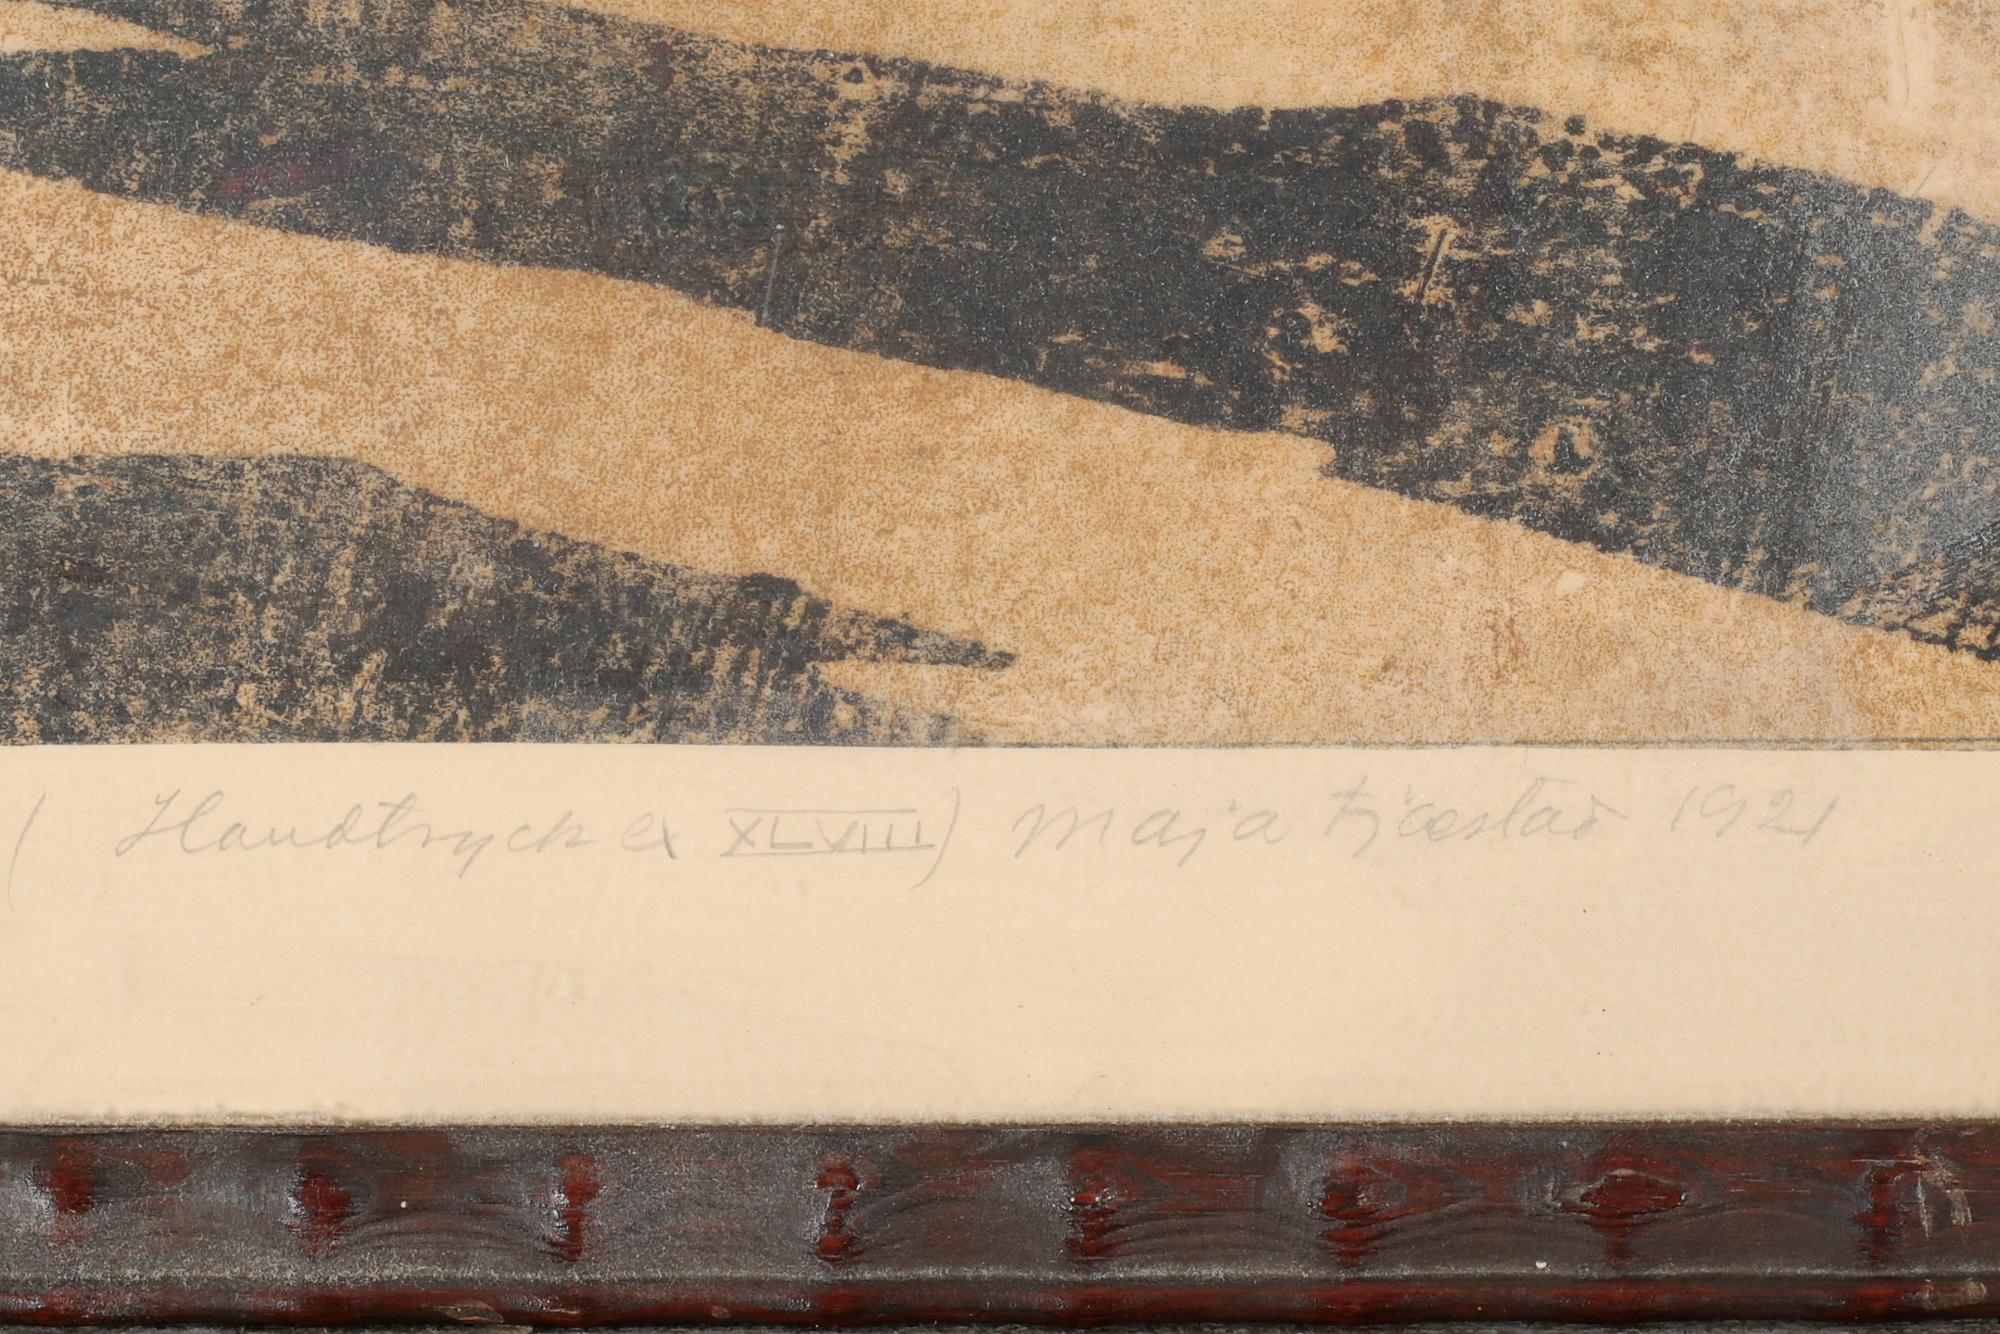 ( Handtryck ex XLVIII) Maja Fjæstad 1921